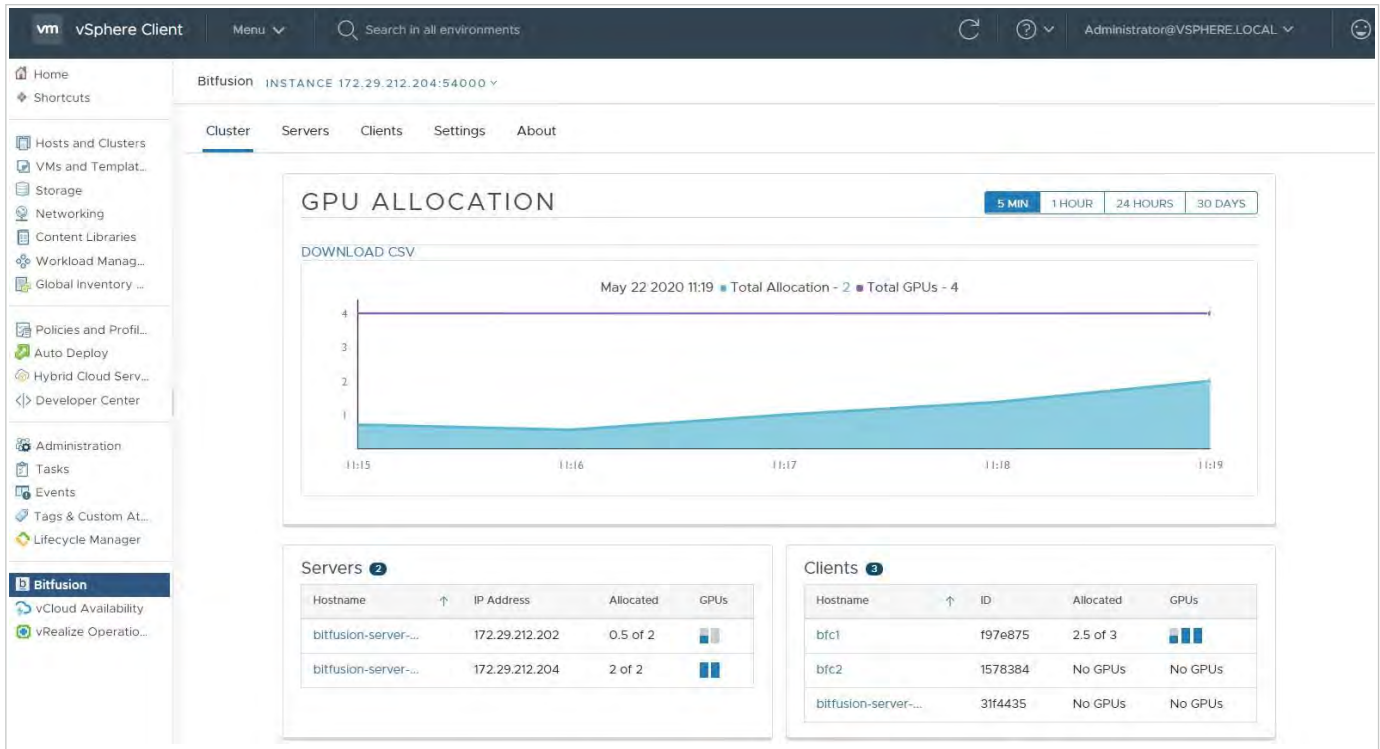 vm vSphere Client Menu Search in all environments Administrator@VSPHERE.LOCAL
Home
Shortcuts
Hosts and Clusters
VMs and Templat...
Storage
Networking
Content Libraries
Workload Manag...
Global Inventory ...
Policies and Profil...
Auto Deploy
Hybrid Cloud Serv...
Developer Center
Administration
Tasks
Events
Tags & Custom At...
Lifecycle Manager
b Bitfusion
vCloud Availability
vRealize Operatio...
Bitfusion INSTANCE 172.29.212.204:54000
Cluster Servers Clients Settings About
GPU ALLOCATION
5 MIN 1 HOUR 24 HOURS 30 DAYS
DOWNLOAD CSV
May 22 2020 11:19 Total Allocation - 2 Total GPUs - 4
4
3
2
1
11:15 11:16 11:17 11:18 11:19
Servers 2
Hostname IP Address Allocated GPUs
bitfusion-server-... 172.29.212.202 0.5 of 2
bitfusion-server-... 172.29.212.204 2 of 2
Clients 3
Hostname ID Allocated GPUs
bfc1 f97e875 2.5 of 3
bfc2 1578384 No GPUs No GPUs
bitfusion-server-... 31f4435 No GPUs No GPUs